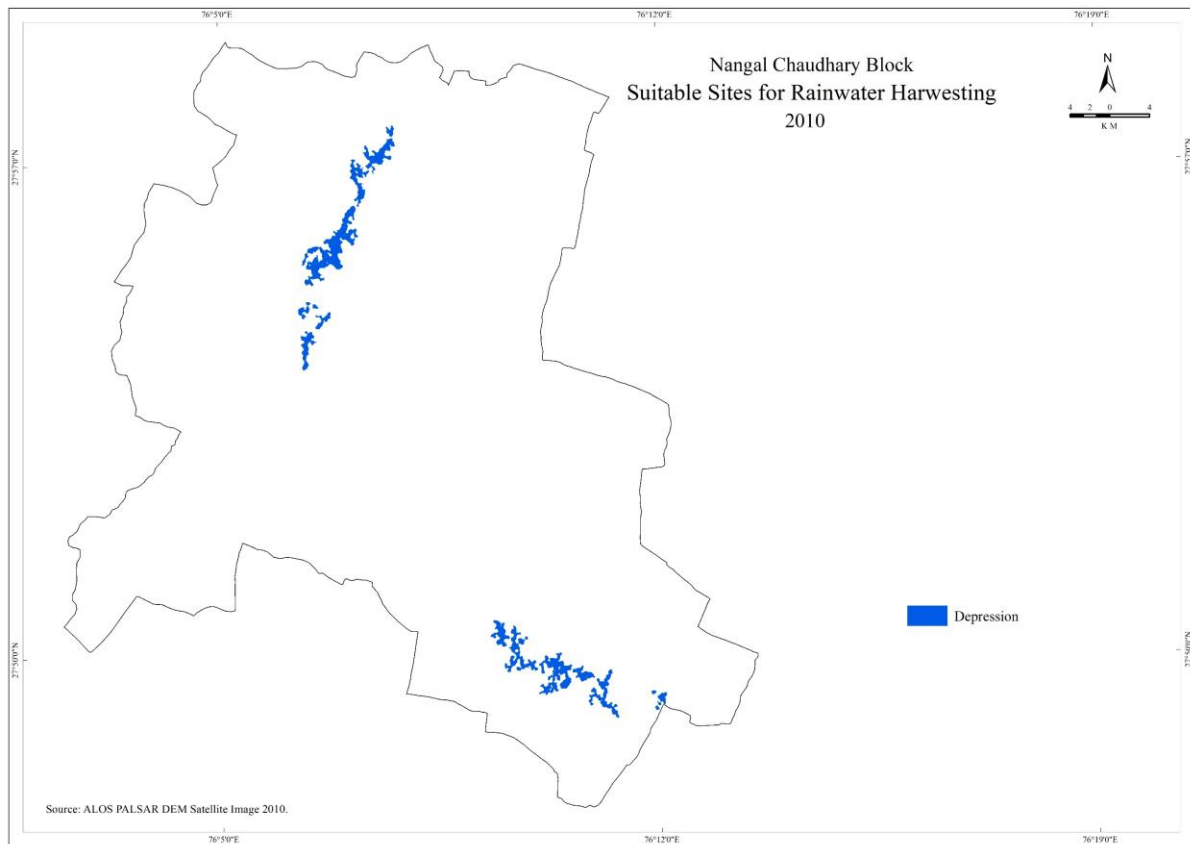 76°5'0"E
76°12'0"E
76°19'0"E
Nangal Chaudhary Block
Suitable Sites for Rainwater Harwesting
2010
N
4 2 0 4
K M
27°57'0"N
27°57'0"N
Depression
27°50'0"N
27°50'0"N
Source: ALOS PALSAR DEM Satellite Image 2010.
76°5'0"E
76°12'0"E
76°19'0"E